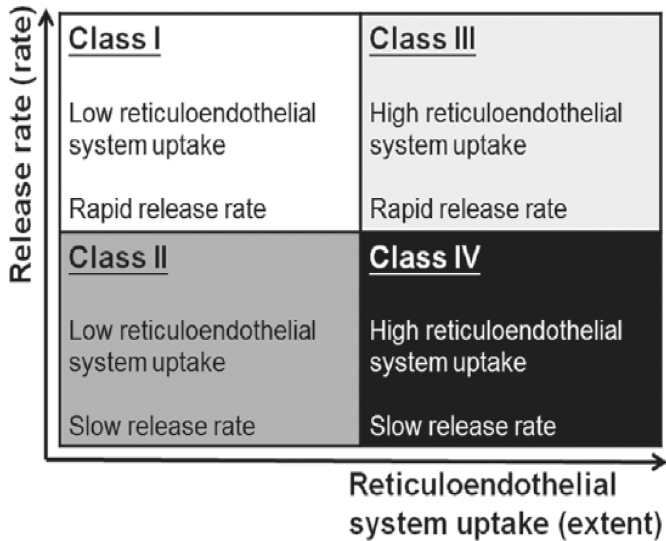 Release rate (rate)
Class I
Low reticuloendothelial
system uptake
Rapid release rate
Class III
High reticuloendothelial
system uptake
Rapid release rate
Class II
Low reticuloendothelial
system uptake
Slow release rate
Class IV
High reticuloendothelial
system uptake
Slow release rate
Reticuloendothelial
system uptake (extent)